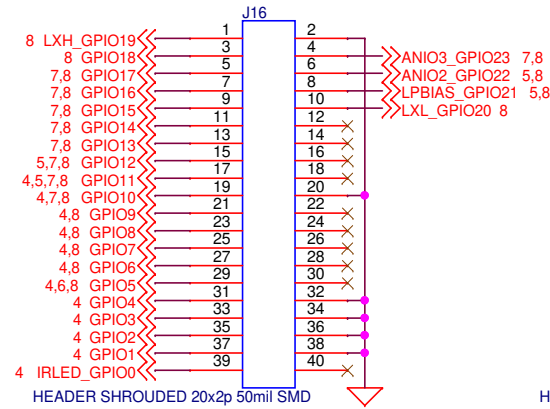 J16
8 LXH_GPIO19 1 2
8 GPIO18 3 4 ANIO3_GPIO23 7,8
7,8 GPIO17 5 6 ANIO2_GPIO22 5,8
7,8 GPIO16 7 8 LPBIAS_GPIO21 5,8
7,8 GPIO15 9 10 LXL_GPIO20 8
7,8 GPIO14 11 12
7,8 GPIO13 13 14
5,7,8 GPIO12 15 16
4,5,7,8 GPIO11 17 18
4,7,8 GPIO10 19 20
4,8 GPIO9 21 22
4,8 GPIO8 23 24
4,8 GPIO7 25 26
4,8 GPIO6 27 28
4,6,8 GPIO5 29 30
4 GPIO4 31 32
4 GPIO3 33 34
4 GPIO2 35 36
4 GPIO1 37 38
4 IRLED_GPIO0 39 40
HEADER SHROUDED 20x2p 50mil SMD H